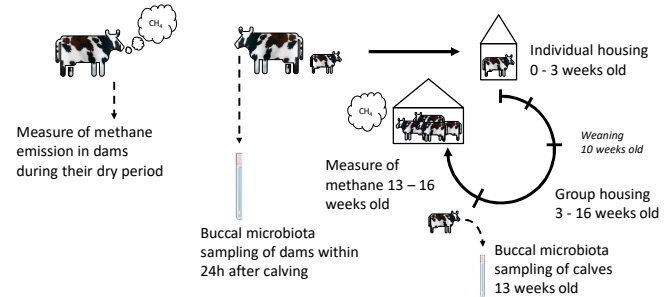 CH4
Measure of methane
emission in dams
during their dry period
Buccal microbiota
sampling of dams within
24h after calving
Individual housing
0 - 3 weeks old
Weaning
10 weeks old
Group housing
3 - 16 weeks old
CH4
Measure of
methane 13 – 16
weeks old
Buccal microbiota
sampling of calves
13 weeks old